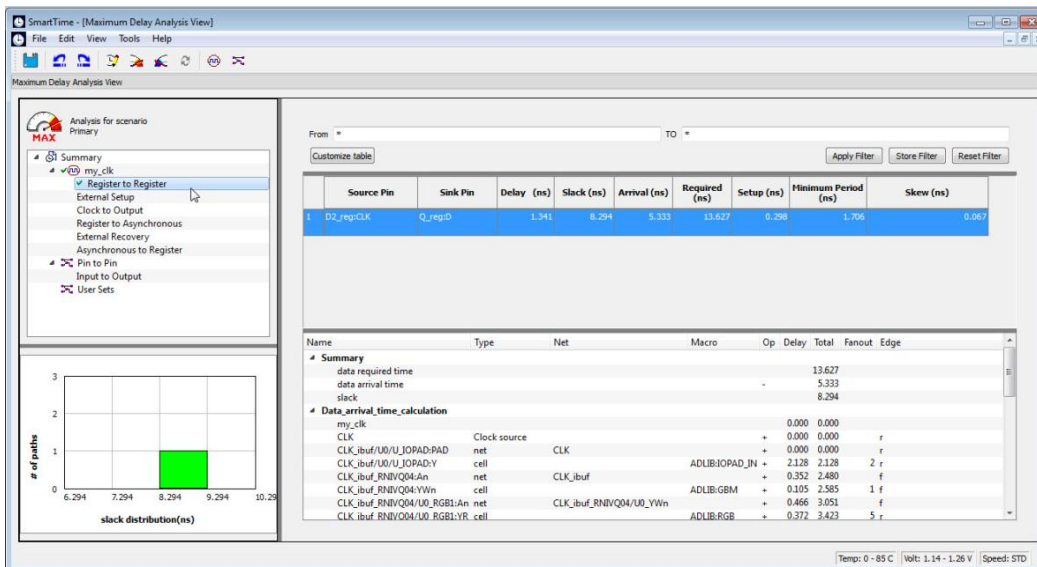 SmartTime - [Maximum Delay Analysis View]
File Edit View Tools Help
Maximum Delay Analysis View
MAX
Analysis for scenario
Primary
Summary
my_clk
Register to Register
External Setup
Clock to Output
Register to Asynchronous
External Recovery
Asynchronous to Register
Pin to Pin
Input to Output
User Sets
# of paths
3
2
1
0
6.294 7.294 8.294 9.294 10.29
slack distribution(ns)
From * TO *
Customize table Apply Filter Store Filter Reset Filter
Source Pin Sink Pin Delay (ns) Slack (ns) Arrival (ns) Required (ns) Setup (ns) Minimum Period (ns) Skew (ns)
1 D2_reg:CLK Q_reg:D 1.341 8.294 5.333 13.627 0.298 1.706 0.067
Name Type Net Macro Op Delay Total Fanout Edge
Summary
data required time 13.627
data arrival time - 5.333
slack 8.294
Data_arrival_time_calculation
my_clk 0.000 0.000
CLK Clock source + 0.000 0.000 r
CLK_ibuf/U0/U_IOPAD:PAD net CLK + 0.000 0.000 r
CLK_ibuf/U0/U_IOPAD:Y cell ADLIB:IOPAD_IN + 2.128 2.128 2 r
CLK_ibuf_RNIVQ04:An net CLK_ibuf + 0.352 2.480 f
CLK_ibuf_RNIVQ04:YWn cell ADLIB:GBM + 0.105 2.585 1 f
CLK_ibuf_RNIVQ04/U0_RGB1:An net CLK_ibuf_RNIVQ04/U0_YWn + 0.466 3.051 f
CLK_ibuf_RNIVQ04/U0_RGB1:YR cell ADLIB:RGB + 0.372 3.423 5 r
Temp: 0 - 85 C Volt: 1.14 - 1.26 V Speed: STD